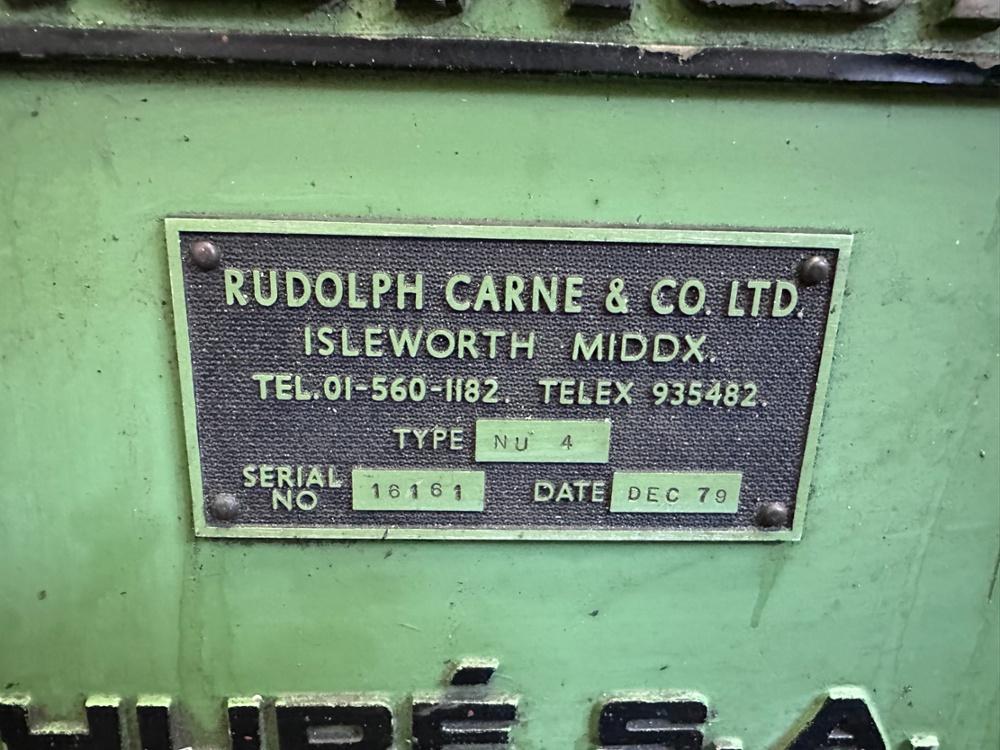 RUDOLPH CARNE & CO. LTD.
ISLEWORTH MIDDX.
TEL.01-560-1182. TELEX 935482.
TYPE NU 4
SERIAL NO 16161 DATE DEC 79
S.A.